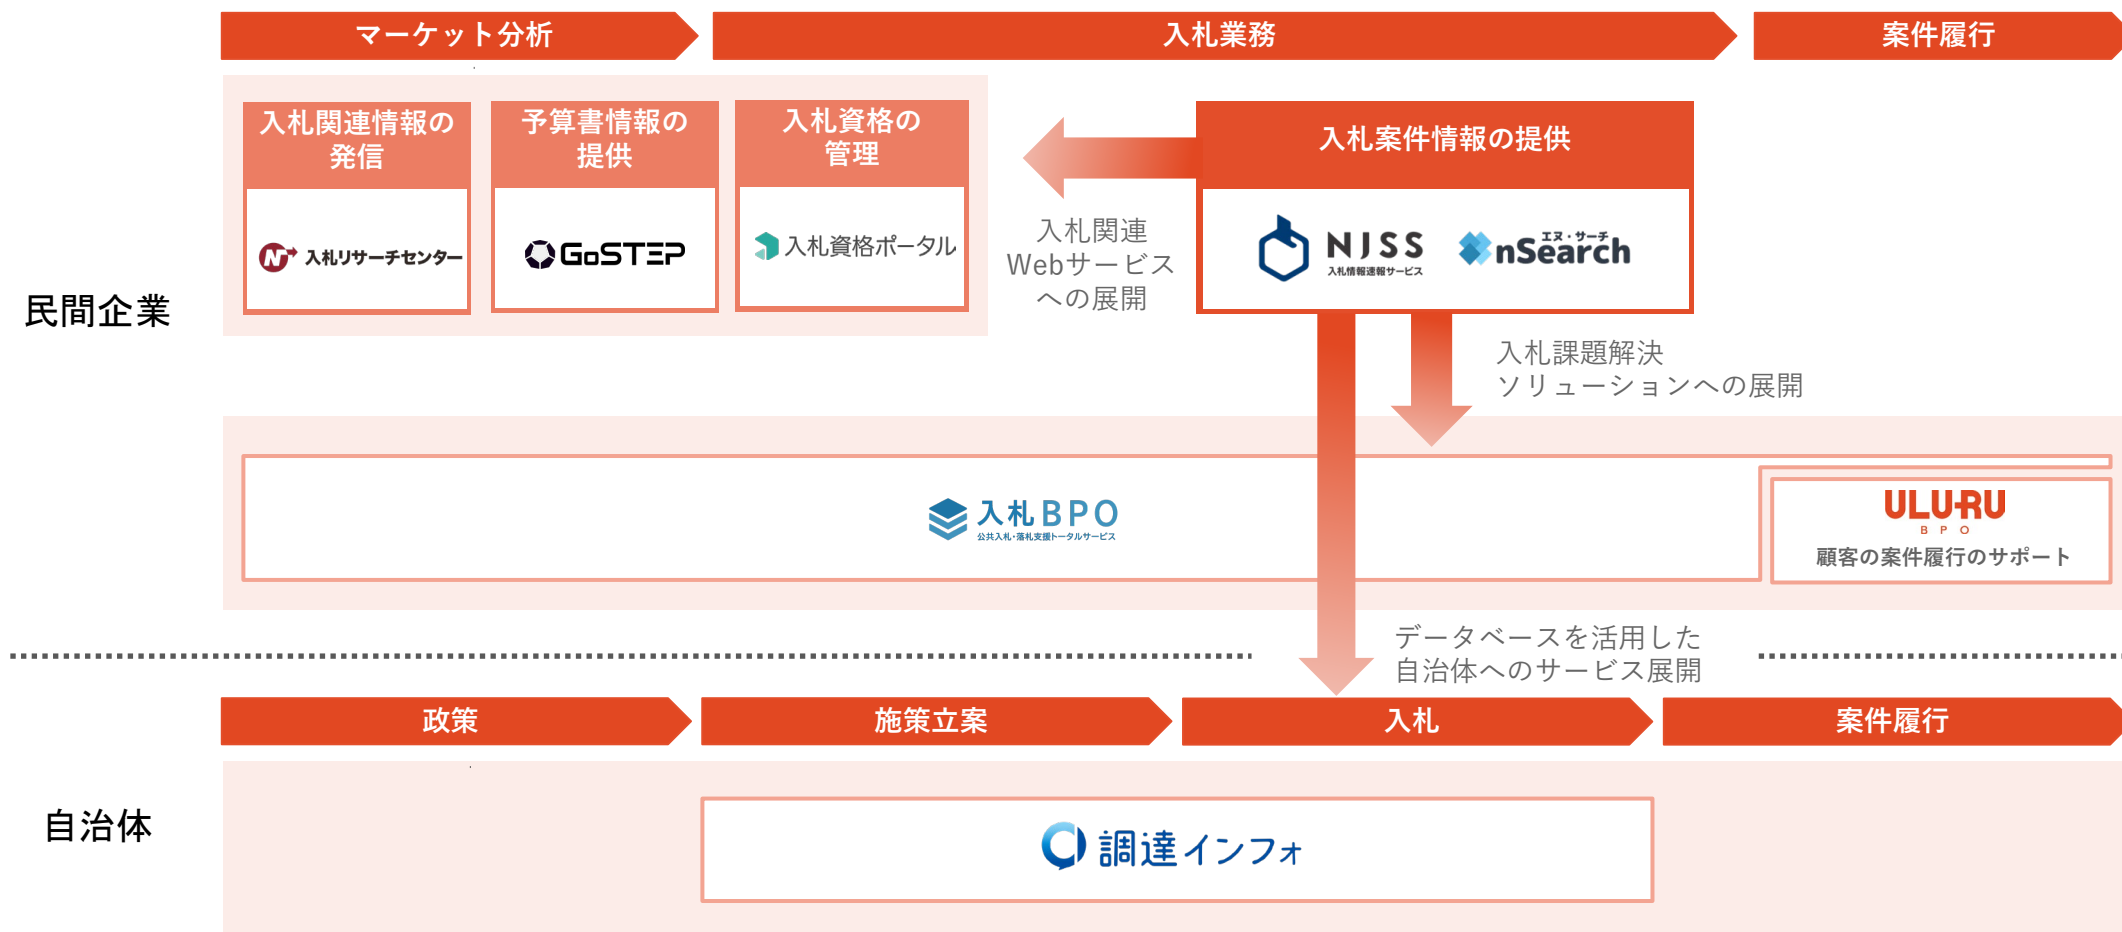 マーケット分析
入札業務
案件履行
民間企業
入札関連情報の
発信
入札リサーチセンター
予算書情報の
提供
GoSTEP
入札資格の
管理
入札資格ポータル
入札関連
Webサービス
への展開
入札案件情報の提供
NJSS
入札情報速報サービス
エヌ・サーチ
nSearch
入札課題解決
ソリューションへの展開
入札BPO
公共入札・落札支援トータルサービス
ULURU
BPO
顧客の案件履行のサポート
データベースを活用した
自治体へのサービス展開
政策
施策立案
入札
案件履行
自治体
調達インフォ